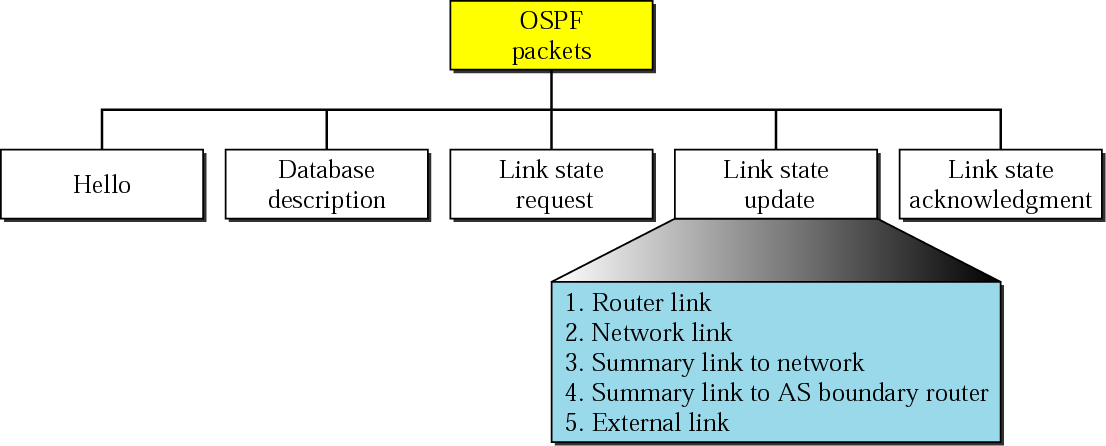 OSPF
packets
Hello
Database
description
Link state
request
Link state
update
Link state
acknowledgment
1. Router link
2. Network link
3. Summary link to network
4. Summary link to AS boundary router
5. External link